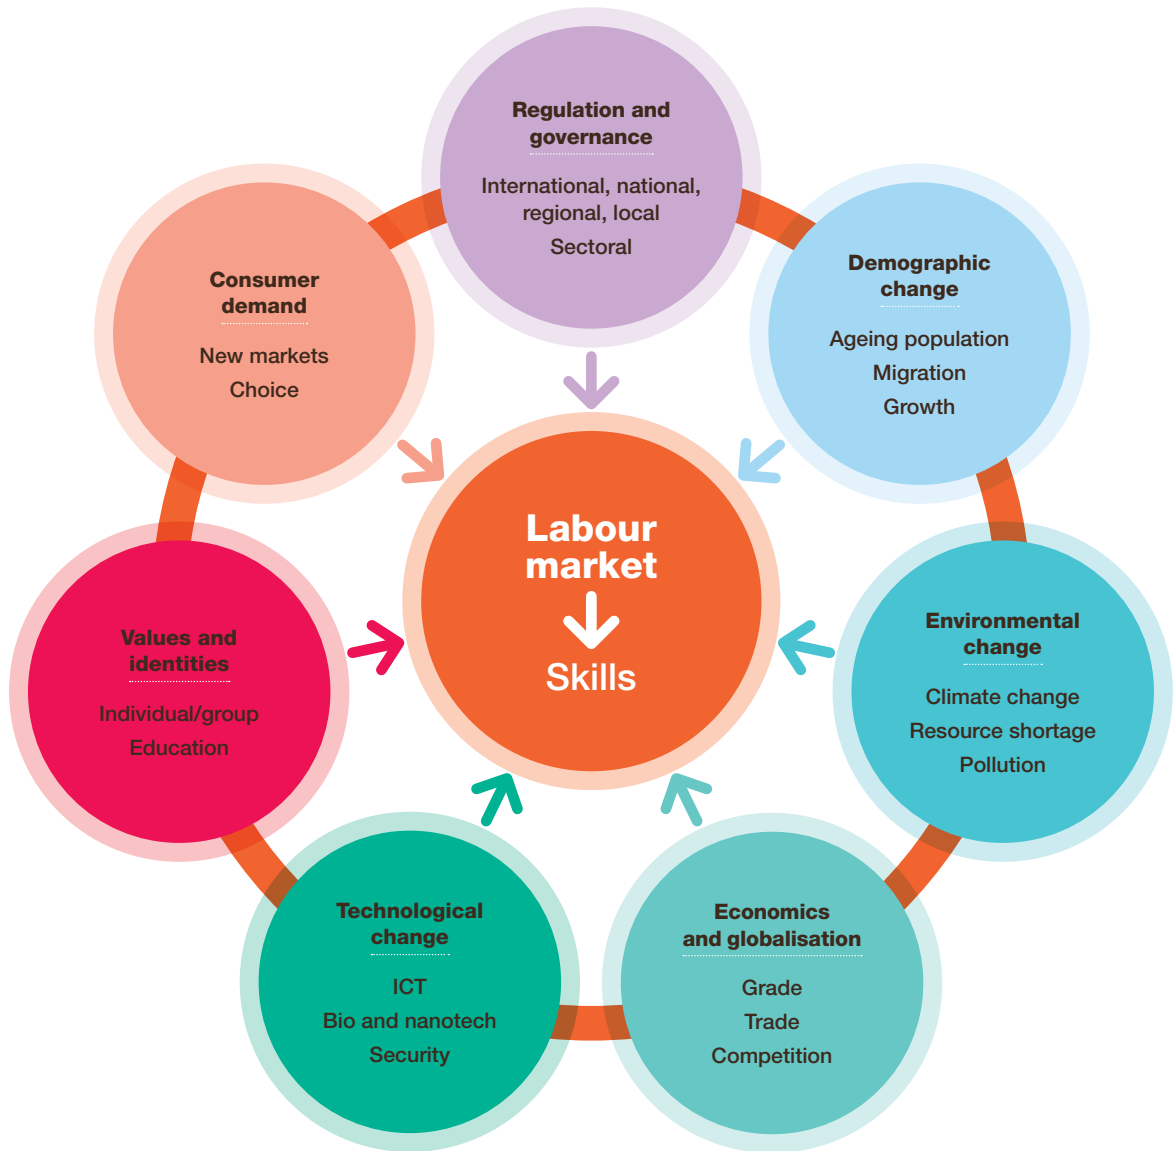 Regulation and
governance
International, national,
regional, local
Sectoral
Demographic
change
Ageing population
Migration
Growth
Environmental
change
Climate change
Resource shortage
Pollution
Economics
and globalisation
Grade
Trade
Competition
Technological
change
ICT
Bio and nanotech
Security
Values and
identities
Individual/group
Education
Consumer
demand
New markets
Choice
Labour
market
Skills